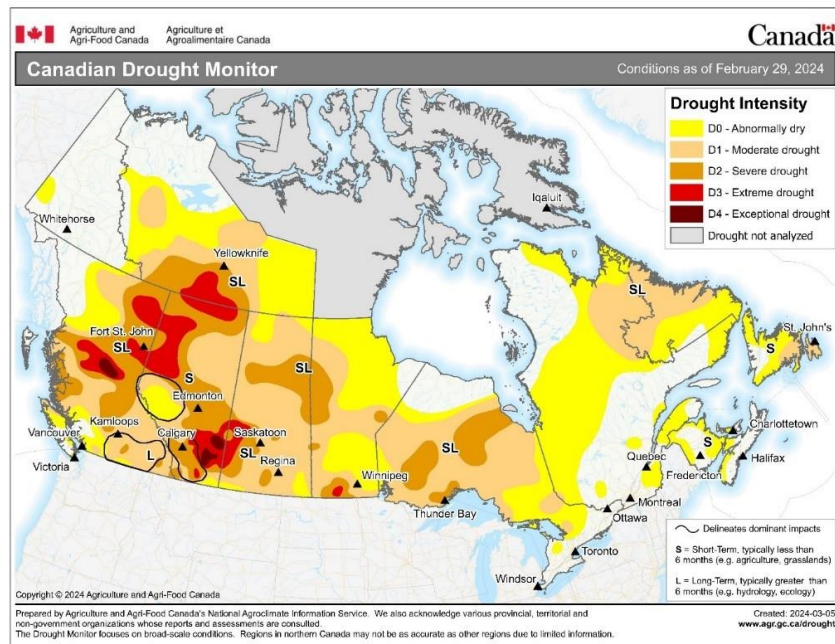 Agriculture and
Agri-Food Canada
Agriculture et
Agroalimentaire Canada
Canada
Canadian Drought Monitor
Conditions as of February 29, 2024
Drought Intensity
D0 - Abnormally dry
D1 - Moderate drought
D2 - Severe drought
D3 - Extreme drought
D4 - Exceptional drought
Drought not analyzed
Iqaluit
Whitehorse
Yellowknife
SL
SL
St. John's
Fort St. John
SL
S
S
SL
Edmonton
Kamloops
Calgary
Saskatoon
Vancouver
Charlottetown
L
SL
SL
S
Victoria
Regina
Winnipeg
Quebec
Fredericton
Halifax
Thunder Bay
Montreal
Ottawa
Toronto
Windsor
Delineates dominant impacts
S = Short-Term, typically less than
6 months (e.g. agriculture, grasslands)
L = Long-Term, typically greater than
6 months (e.g. hydrology, ecology)
Copyright © 2024 Agriculture and Agri-Food Canada
Prepared by Agriculture and Agri-Food Canada's National Agroclimate Information Service. We also acknowledge various provincial, territorial and
non-government organizations whose reports and assessments are consulted.
The Drought Monitor focuses on broad-scale conditions. Regions in northern Canada may not be as accurate as other regions due to limited information.
Created: 2024-03-05
www.agr.gc.ca/drought